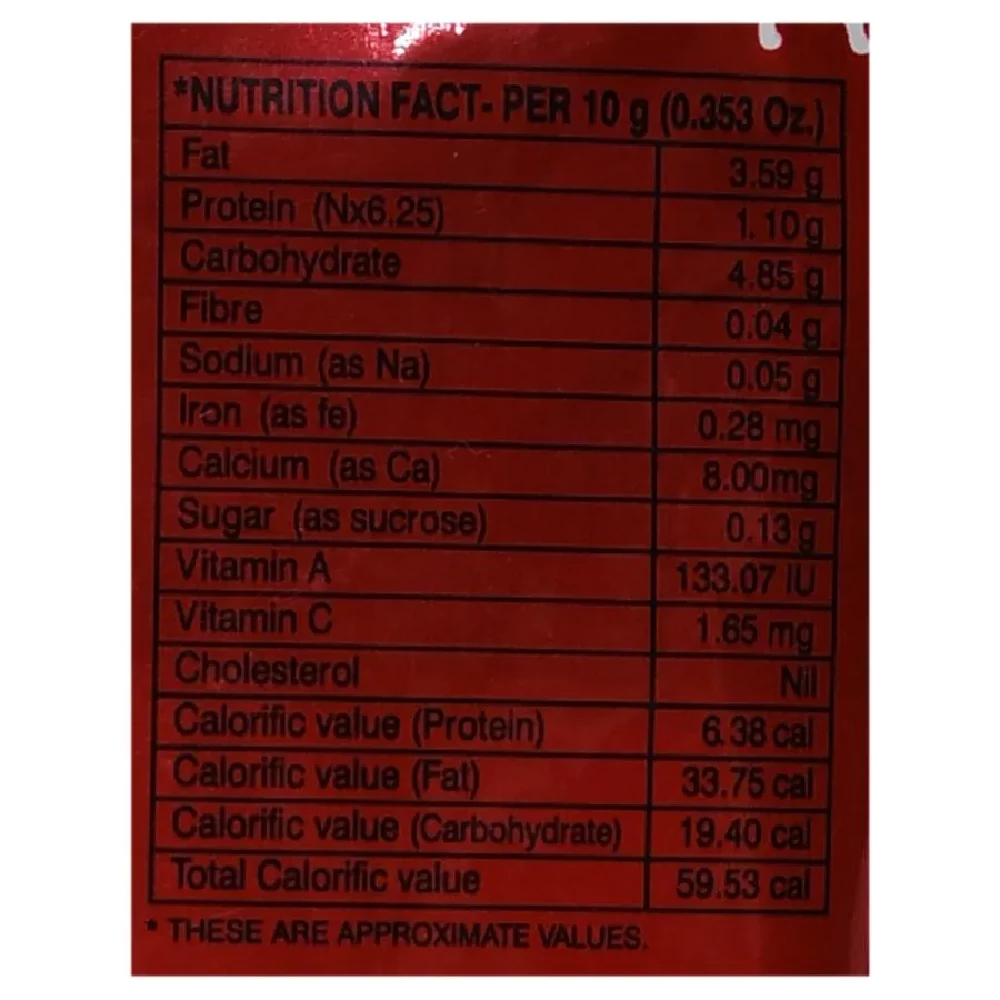 *NUTRITION FACT- PER 10 g (0.353 Oz.)
Fat 3.59 g
Protein (Nx6.25) 1.10g
Carbohydrate 4.85 g
Fibre 0.04 g
Sodium (as Na) 0.05 g
Iron (as fe) 0.28 mg
Calcium (as Ca) 8.00mg
Sugar (as sucrose) 0.13 g
Vitamin A 133.07 IU
Vitamin C 1.65 mg
Cholesterol Nil
Calorific value (Protein) 6.38 cal
Calorific value (Fat) 33.75 cal
Calorific value (Carbohydrate) 19.40 cal
Total Calorific value 59.53 cal
* THESE ARE APPROXIMATE VALUES.